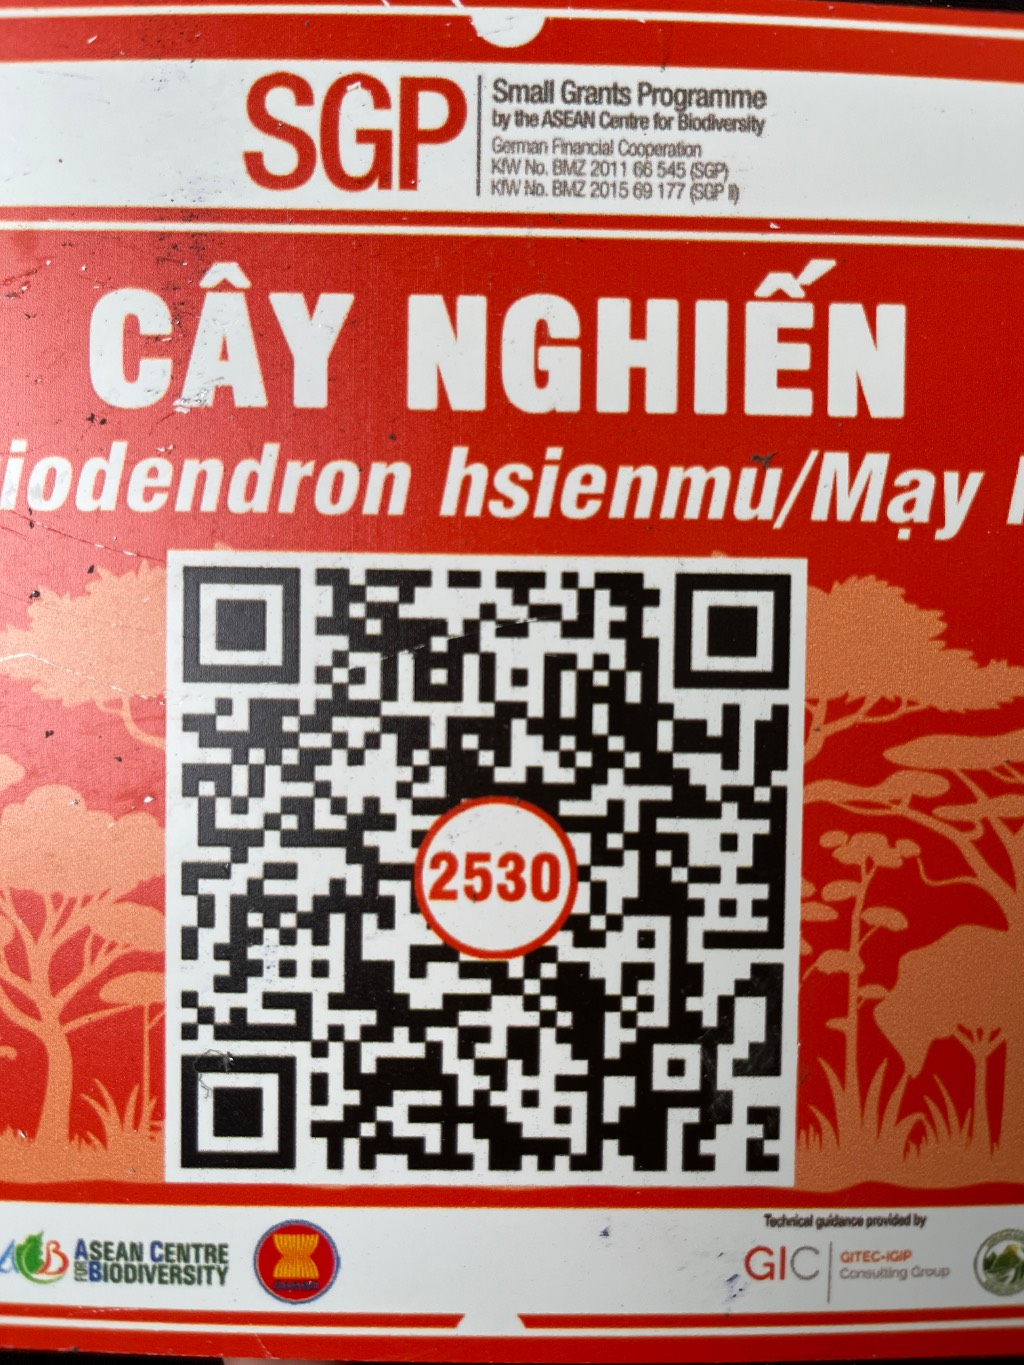 SGP
Small Grants Programme
by the ASEAN Centre for Biodiversity
German Financial Cooperation
KfW No. BMZ 2011 66 545 (SGP)
KfW No. BMZ 2015 69 177 (SGP II)
CÂY NGHIẾN
iodendron hsienmu/Mạy
2530
ACB
ASEAN CENTRE
FOR BIODIVERSITY
Technical guidance provided by
GIC
GITEC-IGIP
Consulting Group